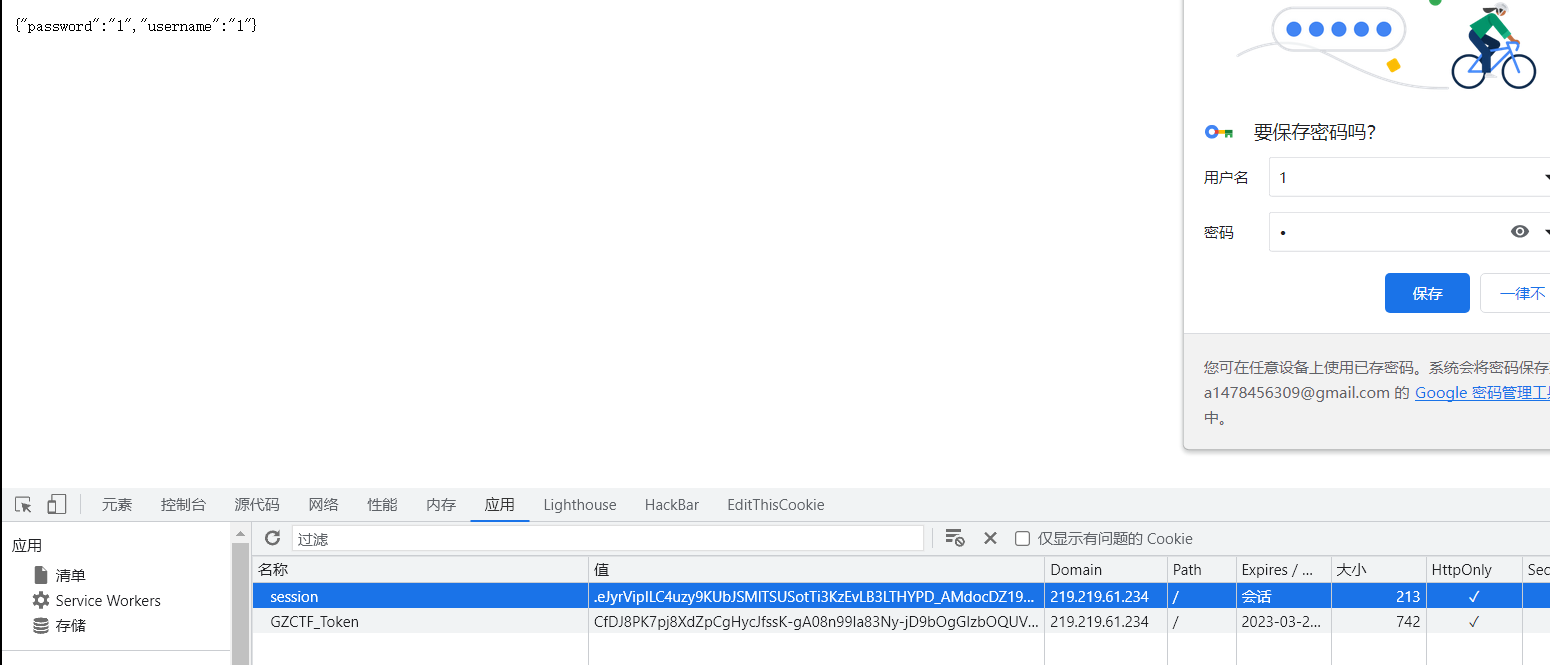 {"password":"1","username":"1"}
要保存密码吗?
用户名 1
密码 •
保存 一律不
您可在任意设备上使用已存密码。系统会将密码保存
a1478456309@gmail.com 的 Google 密码管理工具
中。
元素 控制台 源代码 网络 性能 内存 应用 Lighthouse HackBar EditThisCookie
应用
清单
Service Workers
存储
过滤 仅显示有问题的 Cookie
名称 值 Domain Path Expires / ... 大小 HttpOnly Sec
session .eJyrVipILC4uzy9KUbJSMlTSUSotTi3KzEvLB3LTHYPD_AMdocDZ19... 219.219.61.234 / 会话 213 ✓
GZCTF_Token CfDJ8PK7pj8XdZpCgHycJfssK-gA08n99Ia83Ny-jD9bOgGIzbOQUV... 219.219.61.234 / 2023-03-2... 742 ✓